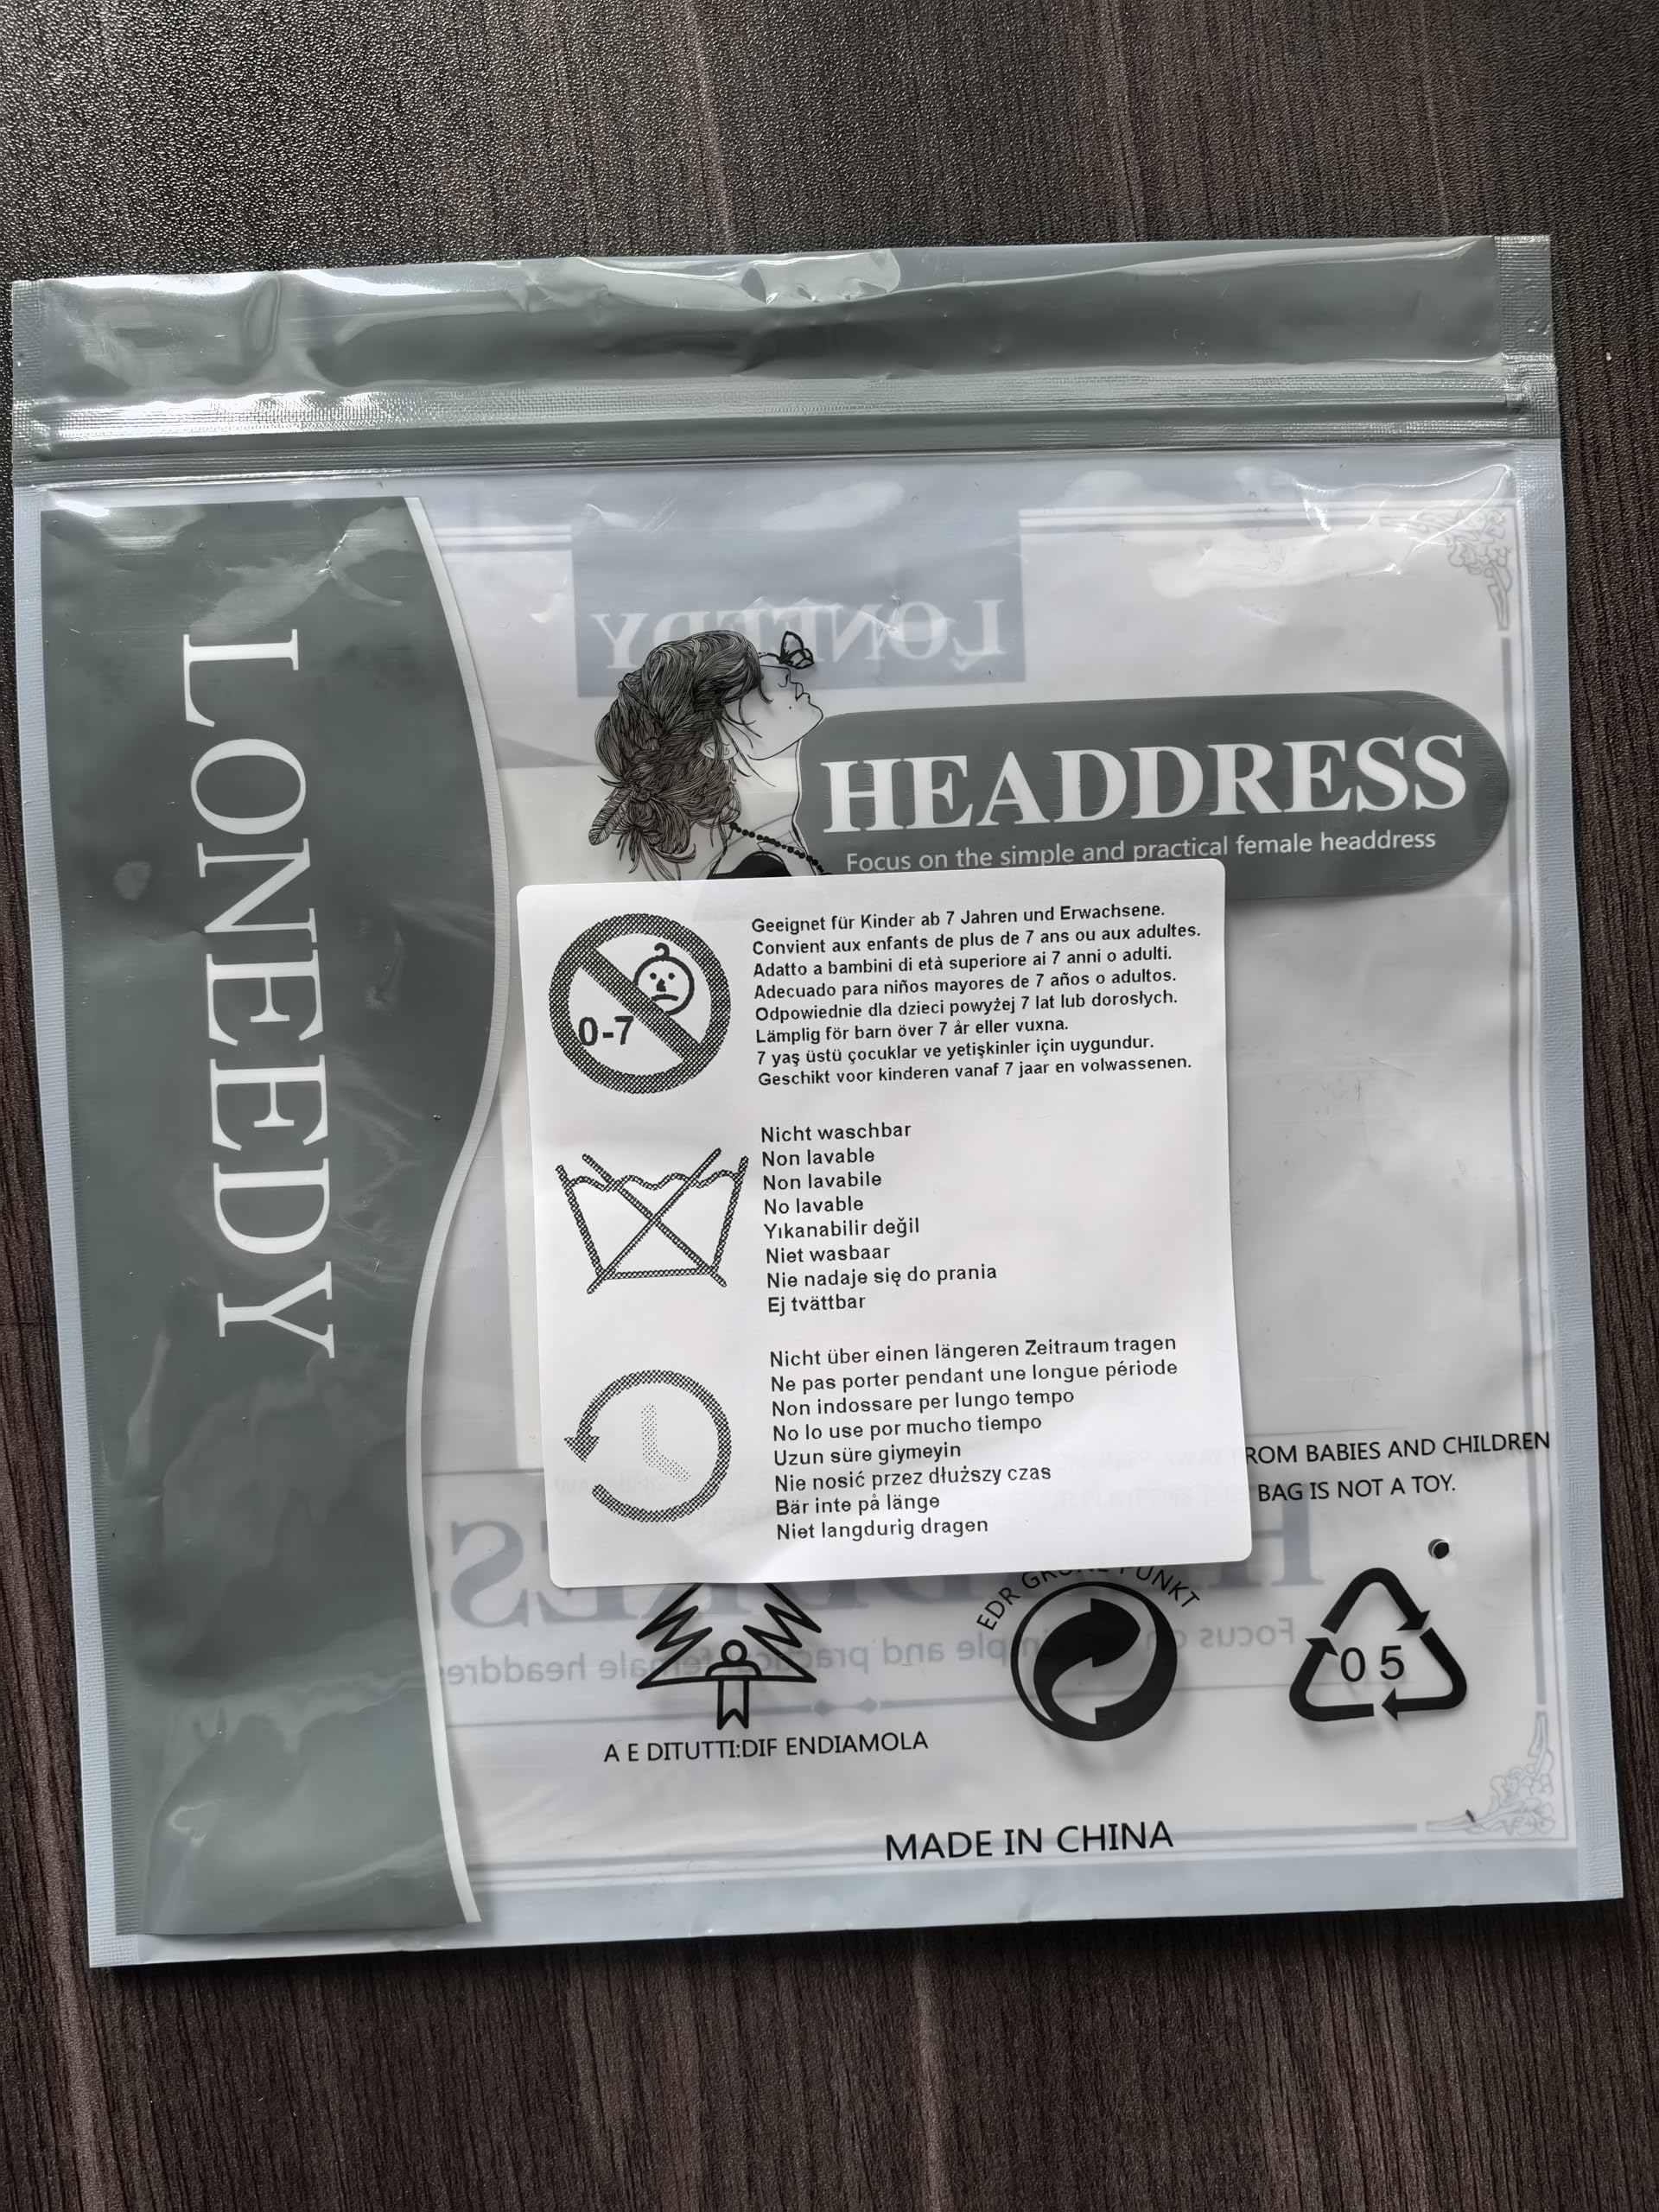 LONEEDY
LONEEDY
HEADDRESS
Focus on the simple and practical female headdress
0-7
Geeignet für Kinder ab 7 Jahren und Erwachsene.
Convient aux enfants de plus de 7 ans ou aux adultes.
Adatto a bambini di età superiore ai 7 anni o adulti.
Adecuado para niños mayores de 7 años o adultos.
Odpowiednie dla dzieci powyżej 7 lat lub dorosłych.
Lämplig för barn över 7 år eller vuxna.
7 yaş üstü çocuklar ve yetişkinler için uygundur.
Geschikt voor kinderen vanaf 7 jaar en volwassenen.
Nicht waschbar
Non lavable
Non lavabile
No lavable
Yıkanabilir değil
Niet wasbaar
Nie nadaje się do prania
Ej tvättbar
Nicht über einen längeren Zeitraum tragen
Ne pas porter pendant une longue période
Non indossare per lungo tempo
No lo use por mucho tiempo
Uzun süre giymeyin
Nie nosić przez dłuższy czas
Bär inte på länge
Niet langdurig dragen
ROM BABIES AND CHILDREN
BAG IS NOT A TOY.
EDR GRUNE PUNKT
05
A E DITUTTI:DIF ENDIAMOLA
MADE IN CHINA